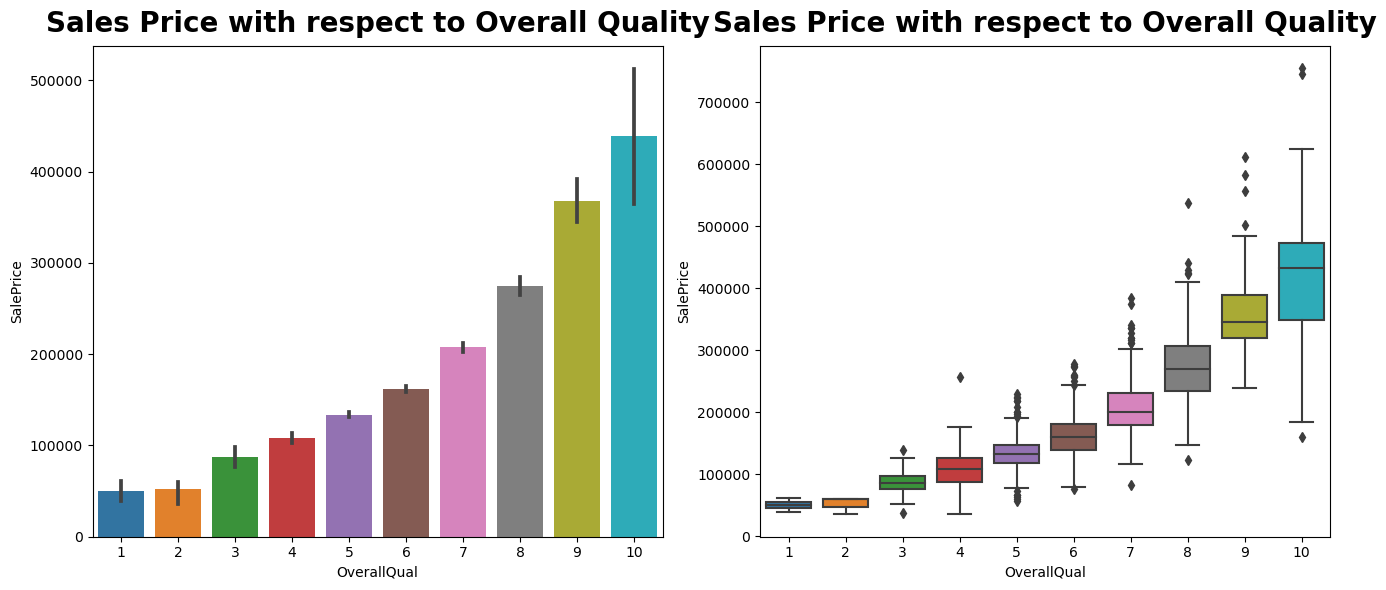 Sales Price with respect to Overall Quality
500000
400000
300000
200000
100000
0
SalePrice
1 2 3 4 5 6 7 8 9 10
OverallQual
Sales Price with respect to Overall Quality
700000
600000
500000
400000
300000
200000
100000
0
SalePrice
1 2 3 4 5 6 7 8 9 10
OverallQual